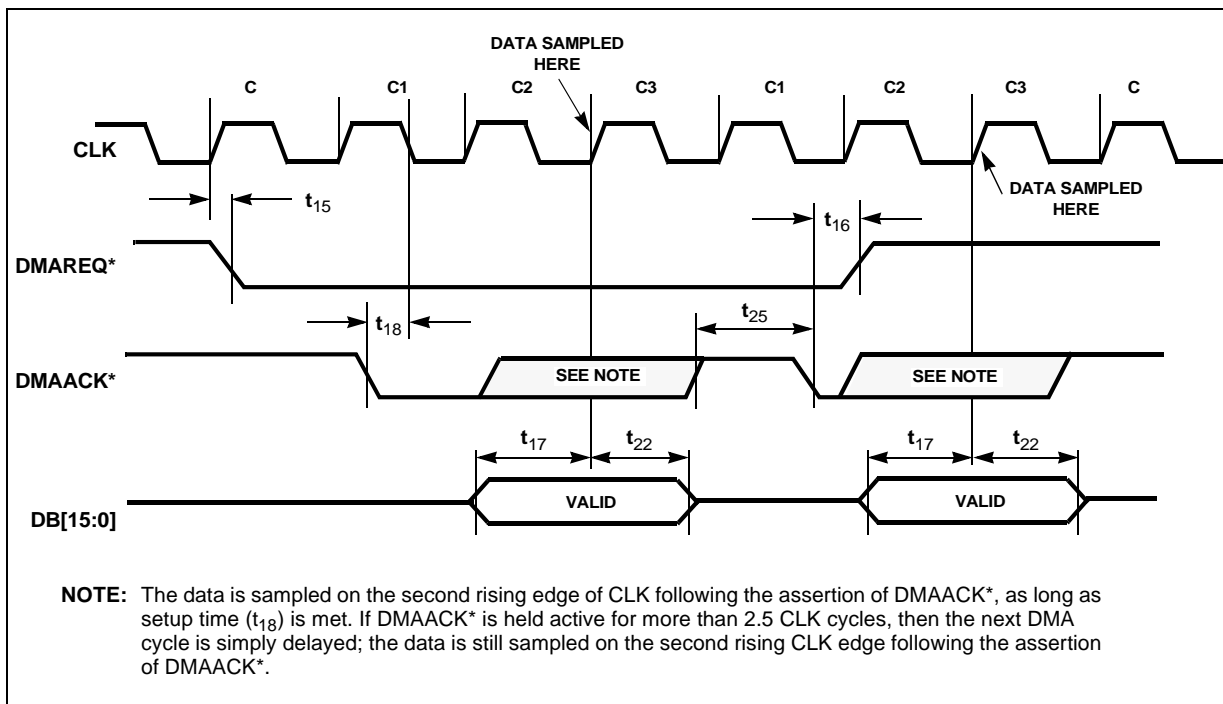 DATA SAMPLED
HERE
C C1 C2 C3 C1 C2 C3 C
CLK
DATA SAMPLED
HERE
t15
t16
DMAREQ*
t18
t25
DMAACK*
SEE NOTE
SEE NOTE
t17
t22
t17
t22
DB[15:0]
VALID
VALID
NOTE: The data is sampled on the second rising edge of CLK following the assertion of DMAACK*, as long as
setup time (t18) is met. If DMAACK* is held active for more than 2.5 CLK cycles, then the next DMA
cycle is simply delayed; the data is still sampled on the second rising CLK edge following the assertion
of DMAACK*.